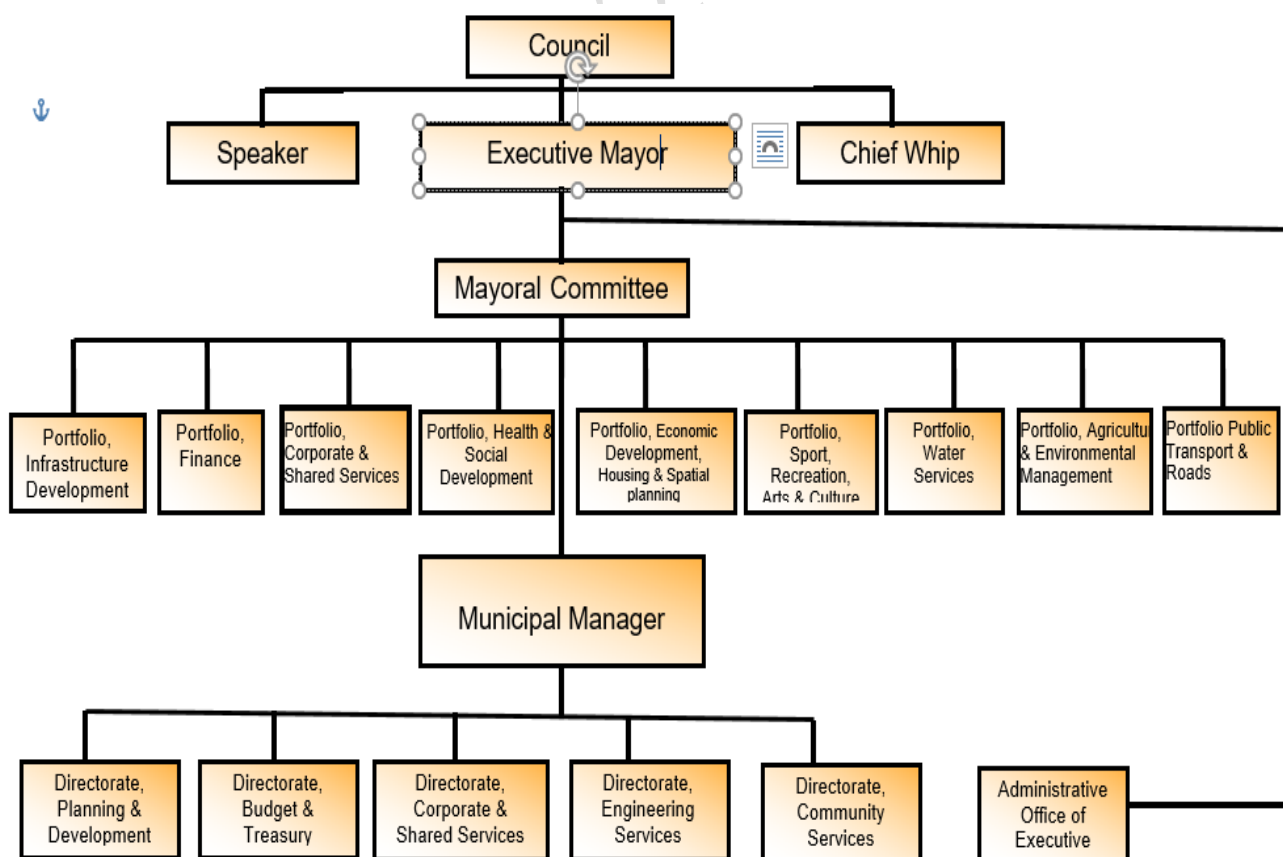 Council
Speaker
Executive Mayor
Chief Whip
Mayoral Committee
Portfolio,
Infrastructure
Development
Portfolio,
Finance
Portfolio,
Corporate &
Shared Services
Portfolio, Health &
Social
Development
Portfolio, Economic
Development,
Housing & Spatial
planning
Portfolio,
Sport,
Recreation,
Arts & Culture
Portfolio,
Water
Services
Portfolio, Agricultu
& Environmental
Management
Portfolio Public
Transport &
Roads
Municipal Manager
Directorate,
Planning &
Development
Directorate,
Budget &
Treasury
Directorate,
Corporate &
Shared Services
Directorate,
Engineering
Services
Directorate,
Community
Services
Administrative
Office of
Executive